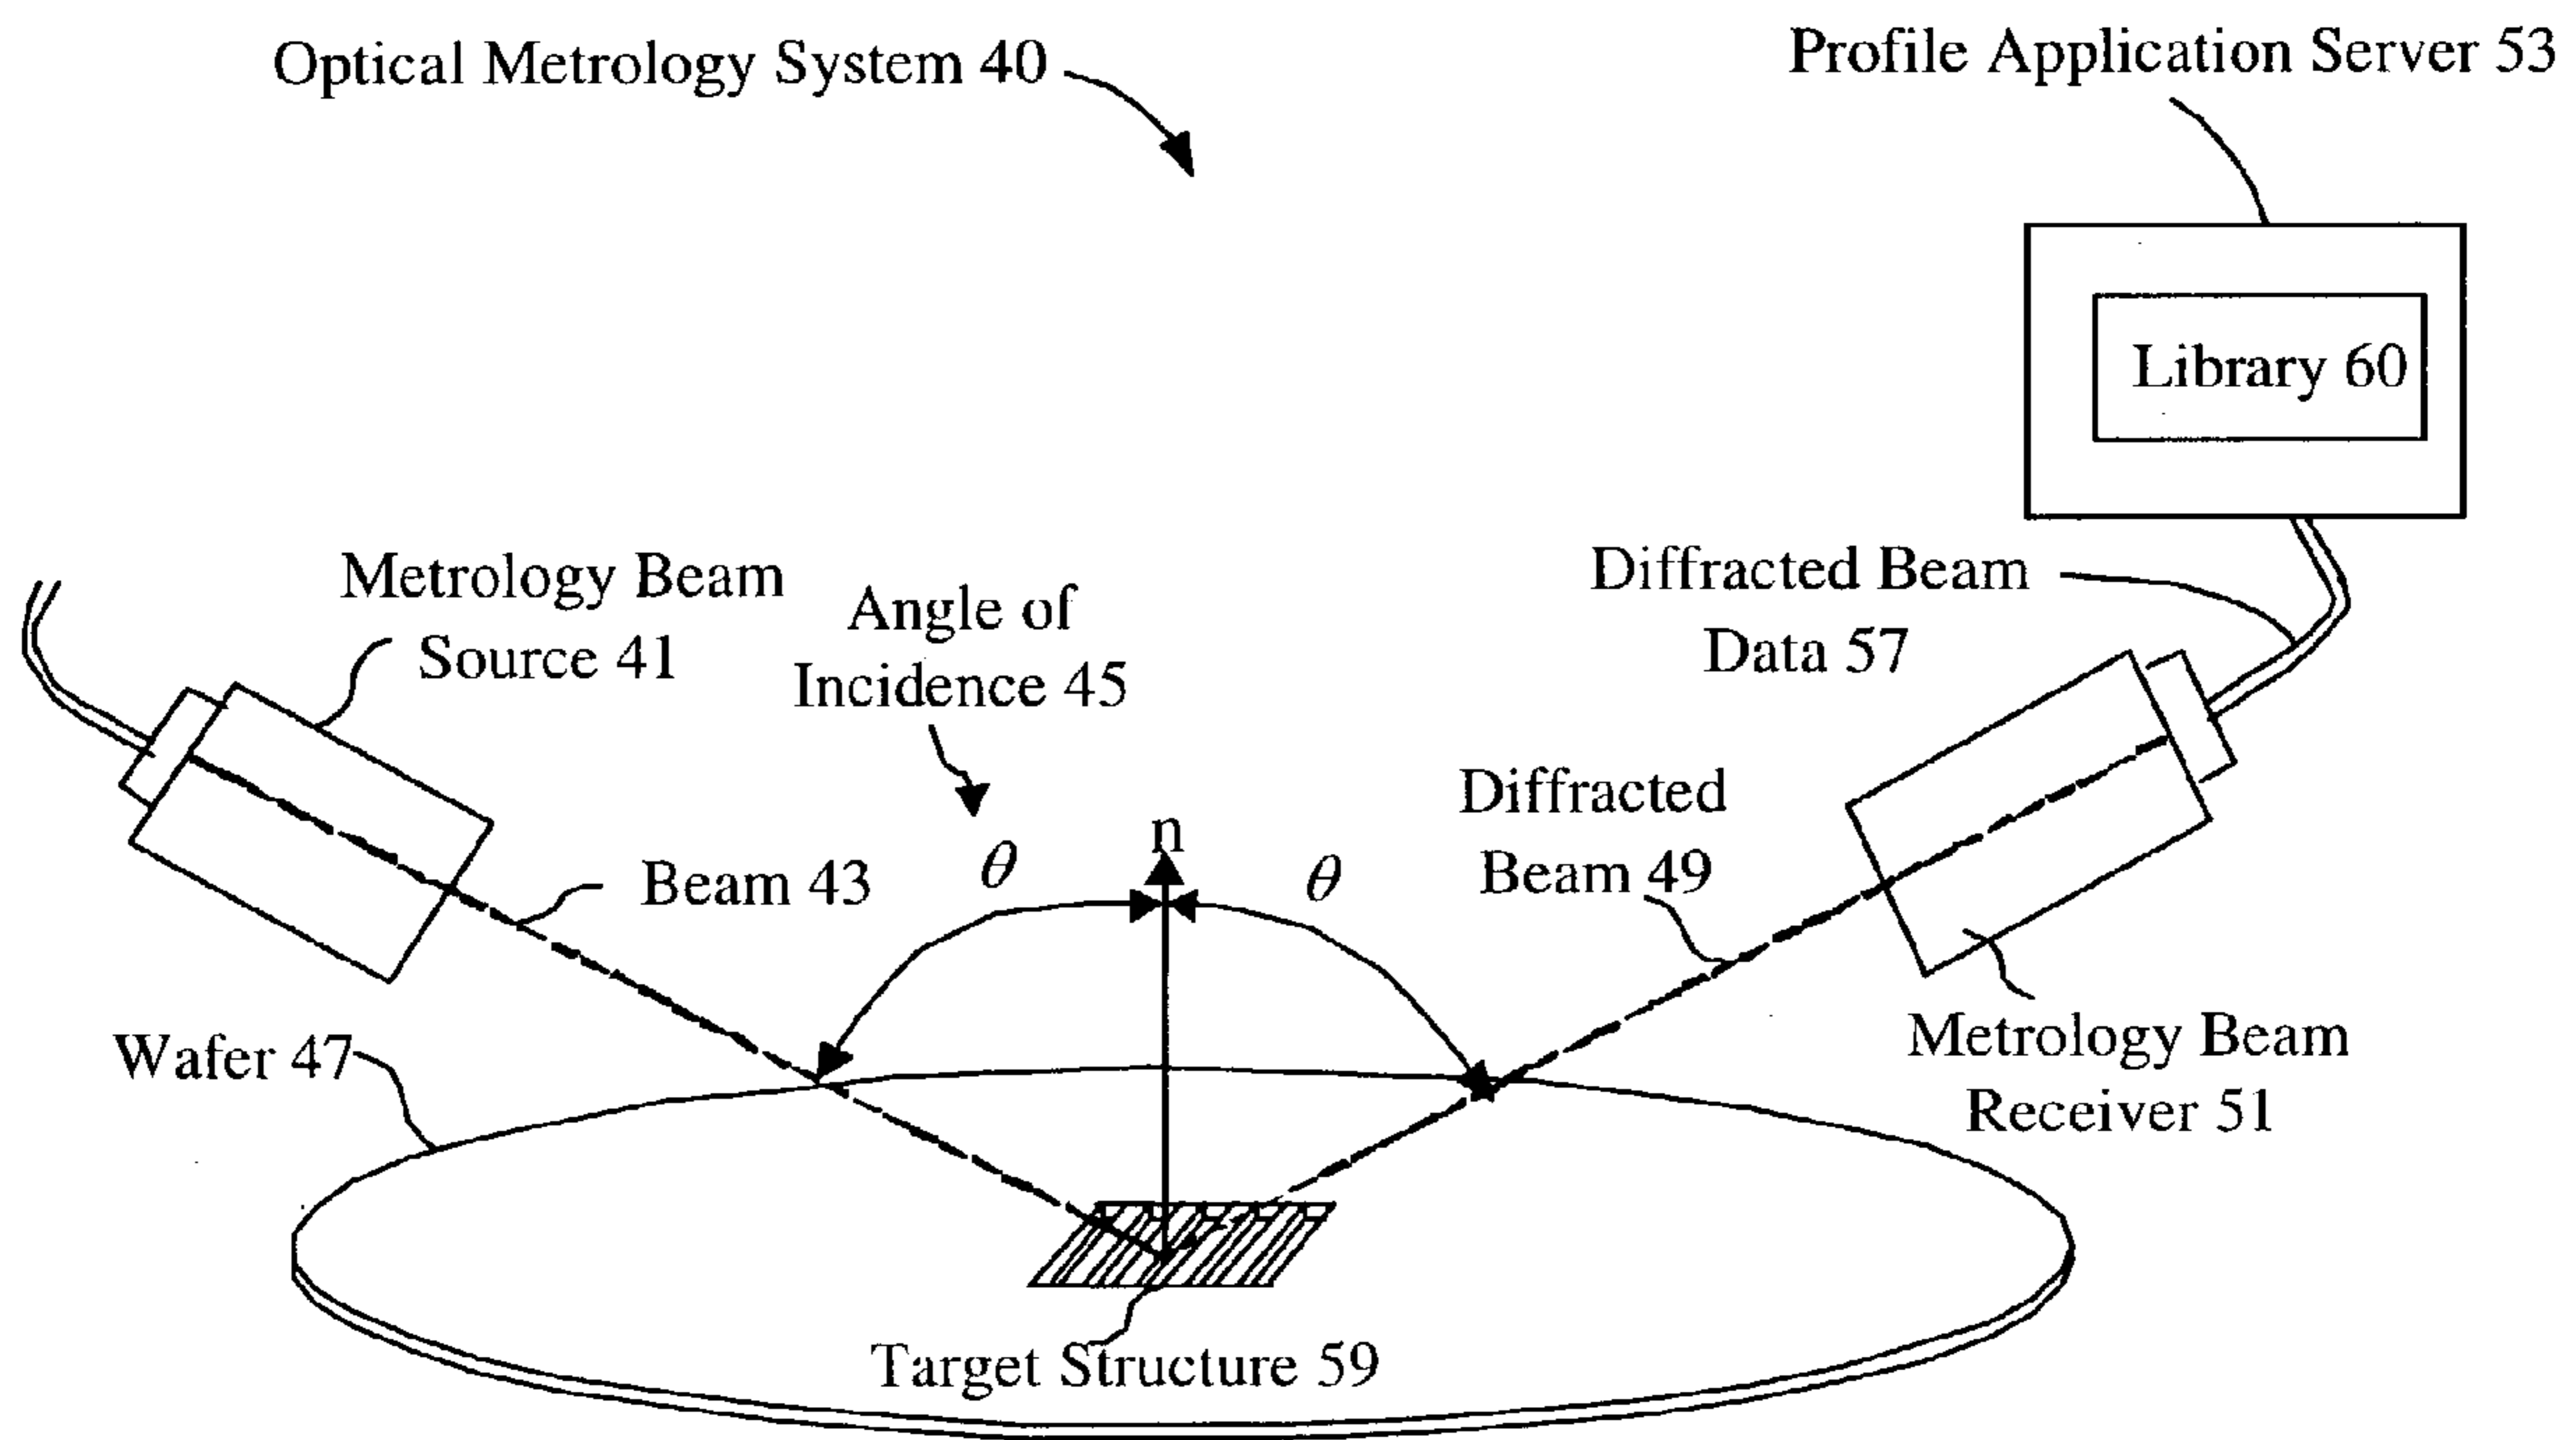 Optical Metrology System 40
Profile Application Server 53
Library 60
Metrology Beam
Source 41
Angle of
Incidence 45
Diffracted Beam
Data 57
Beam 43
θ
n
θ
Diffracted
Beam 49
Wafer 47
Metrology Beam
Receiver 51
Target Structure 59